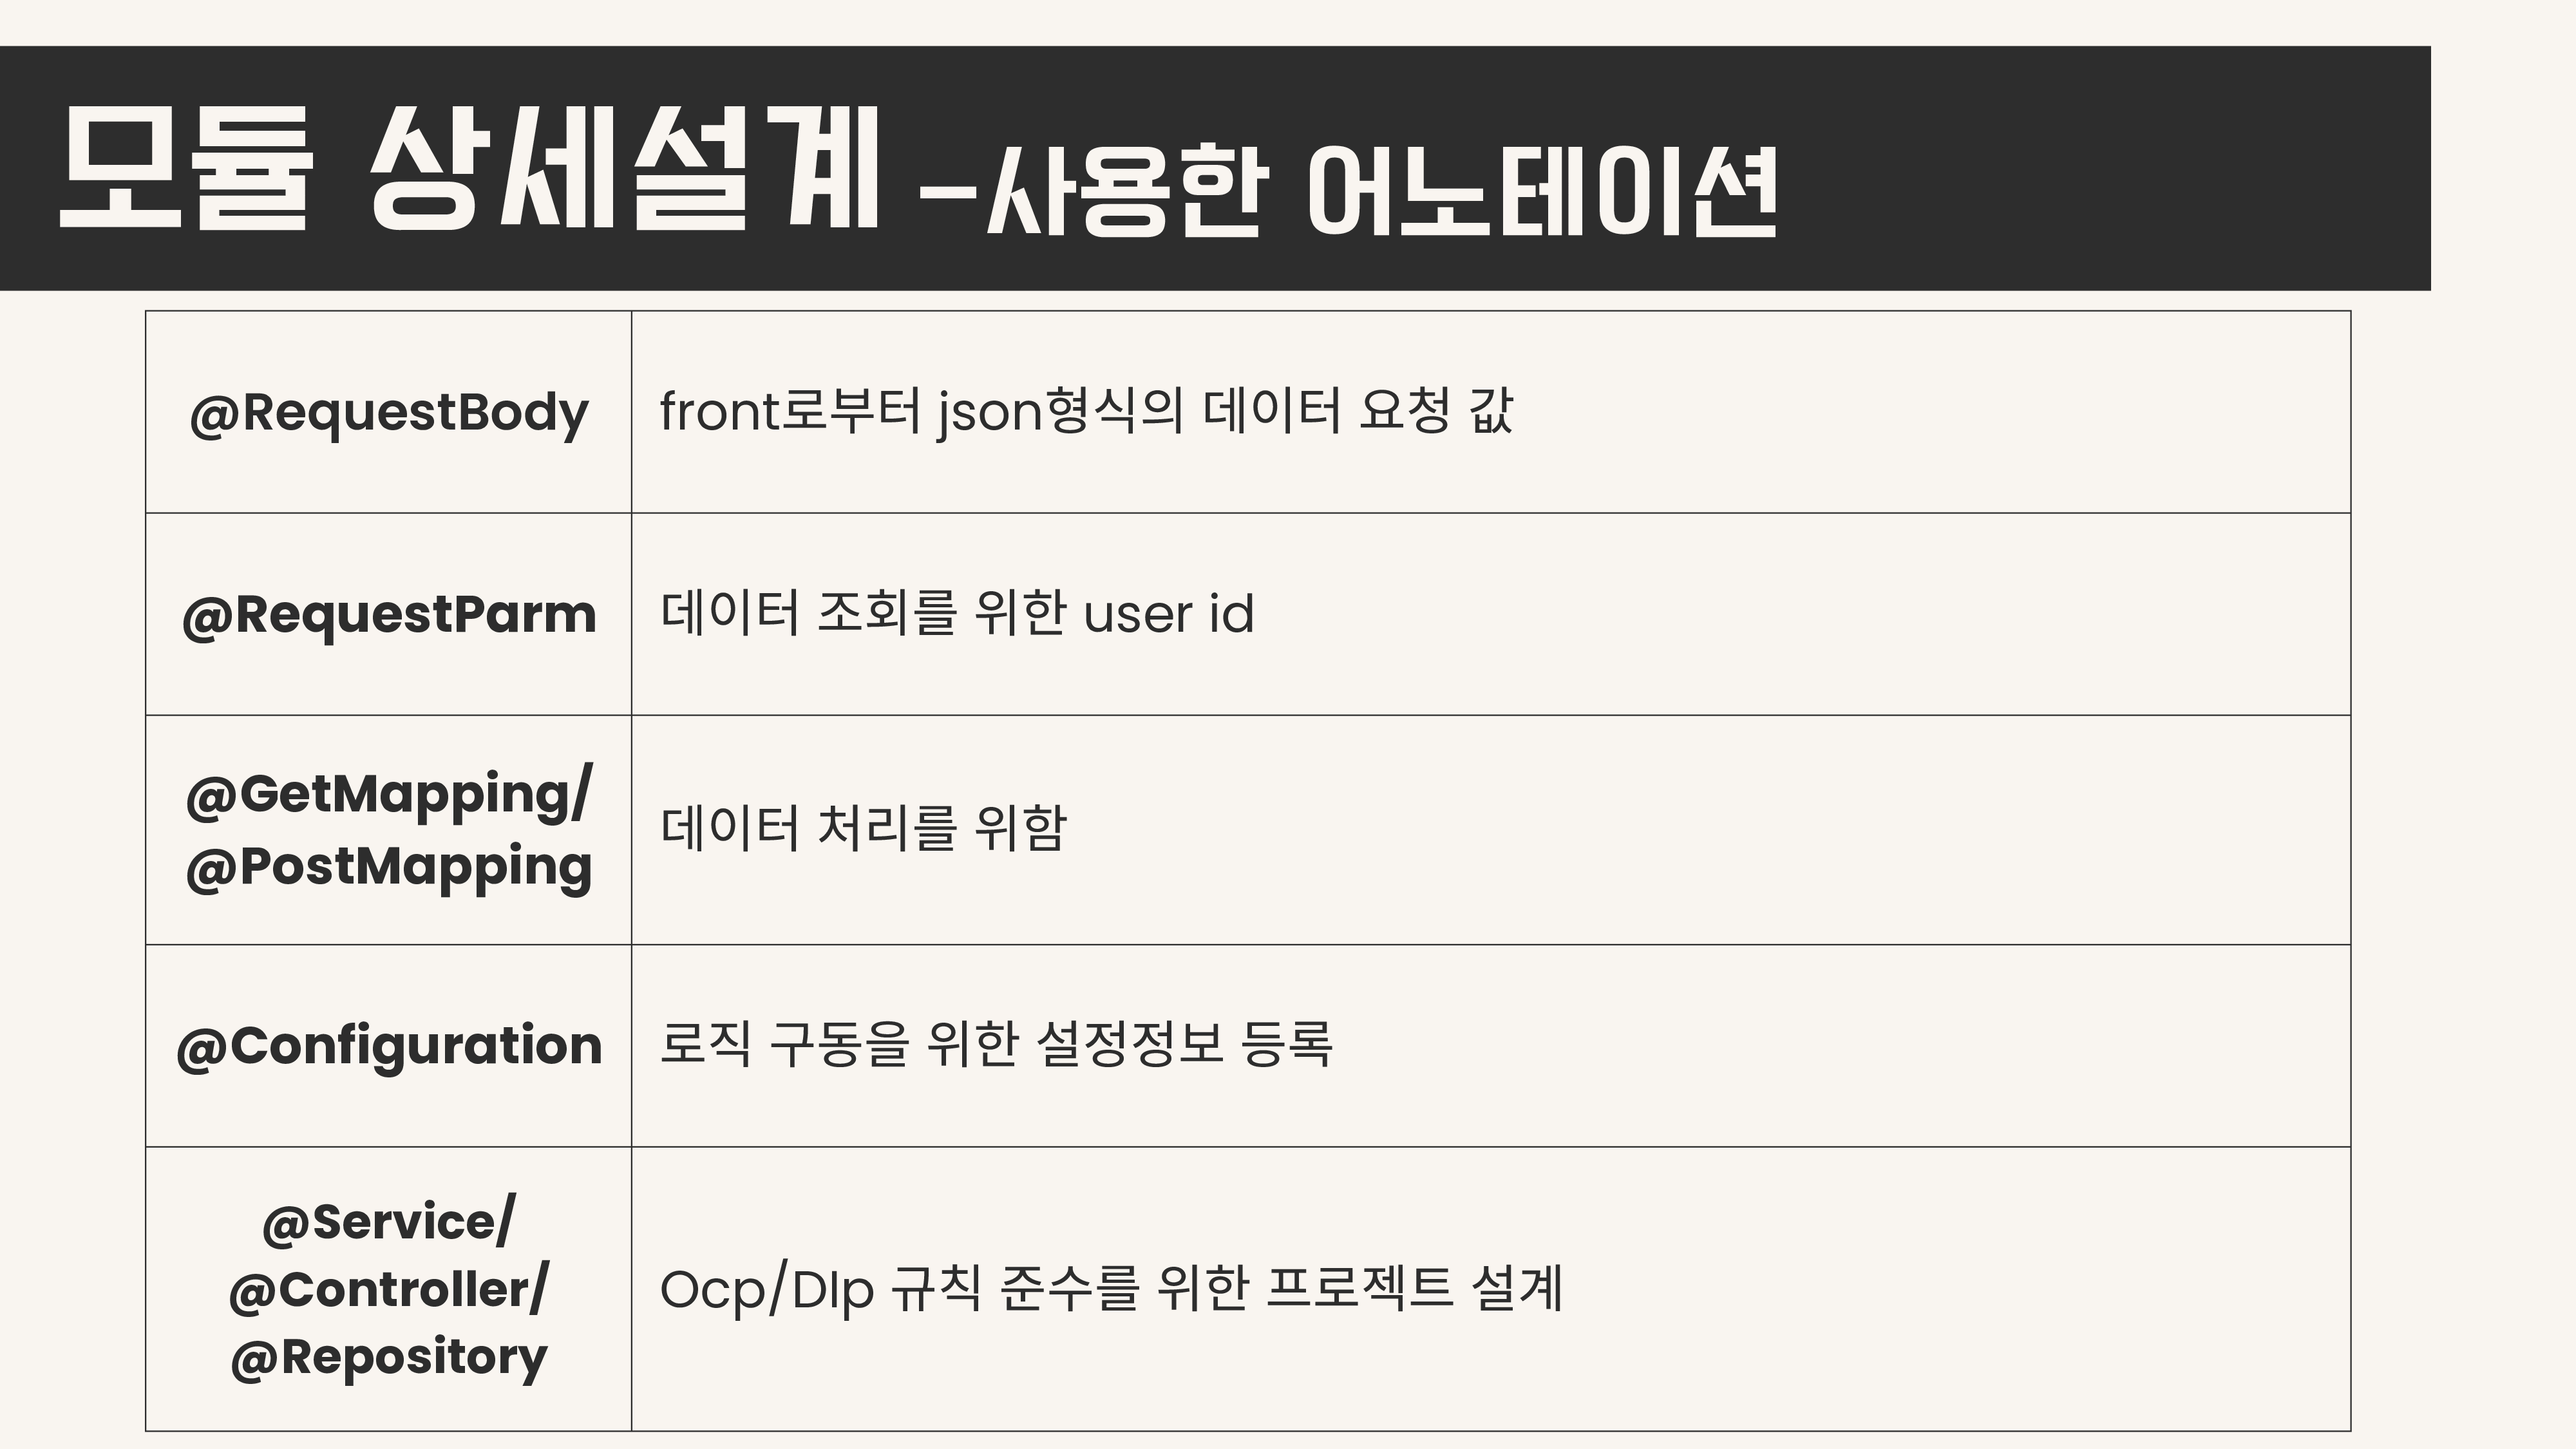 모듈 상세설계 -사용한 어노테이션
@RequestBody
front로부터 json형식의 데이터 요청 값
@RequestParm
데이터 조회를 위한 user id
@GetMapping/
@PostMapping
데이터 처리를 위함
@Configuration
로직 구동을 위한 설정정보 등록
@Service/
@Controller/
@Repository
Ocp/DIp 규칙 준수를 위한 프로젝트 설계